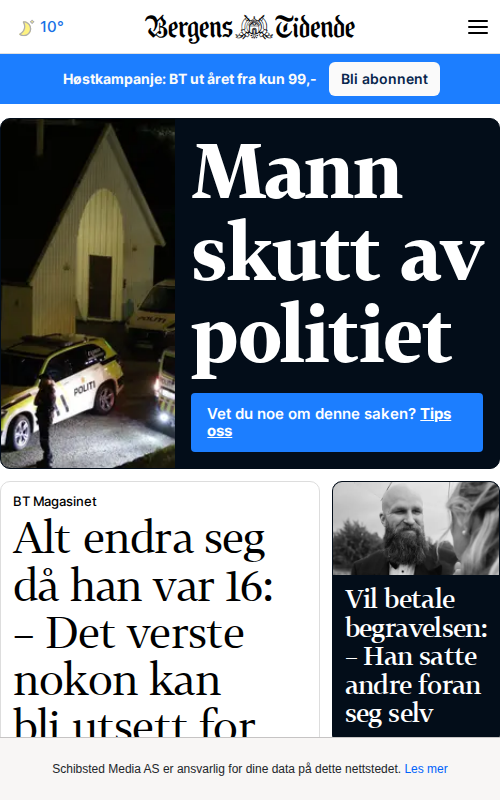 10°
Bergens Tidende
Høstkampanje: BT ut året fra kun 99,-
Bli abonnent
Mann
skutt av
politiet
POLITI
Vet du noe om denne saken? Tips
oss
BT Magasinet
Alt endra seg
då han var 16:
– Det verste
nokon kan
bli utsett for
Vil betale
begravelsen:
– Han satte
andre foran
seg selv
Schibsted Media AS er ansvarlig for dine data på dette nettstedet. Les mer